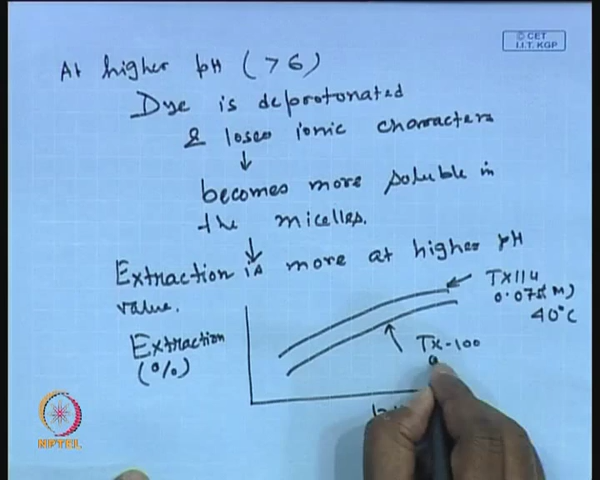 © CET
I.I.T. KGP
At higher pH (>6)
Dye is deprotonated
& loses ionic characters
↓
becomes more soluble in
the micelles.
↓
Extraction is more at higher pH
value.
Extraction
(%)
TX114
40°C
TX-100
NPTEL